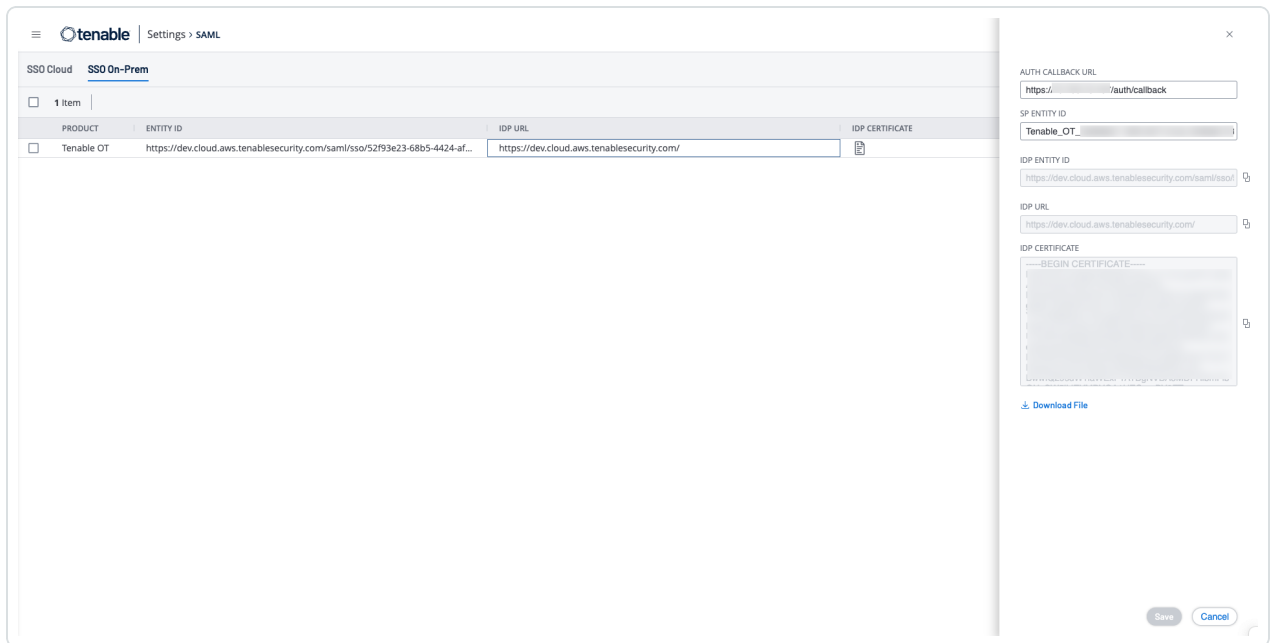 tenable Settings > SAML
SSO Cloud SSO On-Prem
1 Item
PRODUCT ENTITY ID IDP URL IDP CERTIFICATE
Tenable OT https://dev.cloud.aws.tenablesecurity.com/saml/sso/52f93e23-68b5-4424-af... https://dev.cloud.aws.tenablesecurity.com/
AUTH CALLBACK URL
https:// /auth/callback
SP ENTITY ID
Tenable_OT_
IDP ENTITY ID
https://dev.cloud.aws.tenablesecurity.com/saml/sso/
IDP URL
https://dev.cloud.aws.tenablesecurity.com/
IDP CERTIFICATE
-----BEGIN CERTIFICATE-----
Download File
Save Cancel